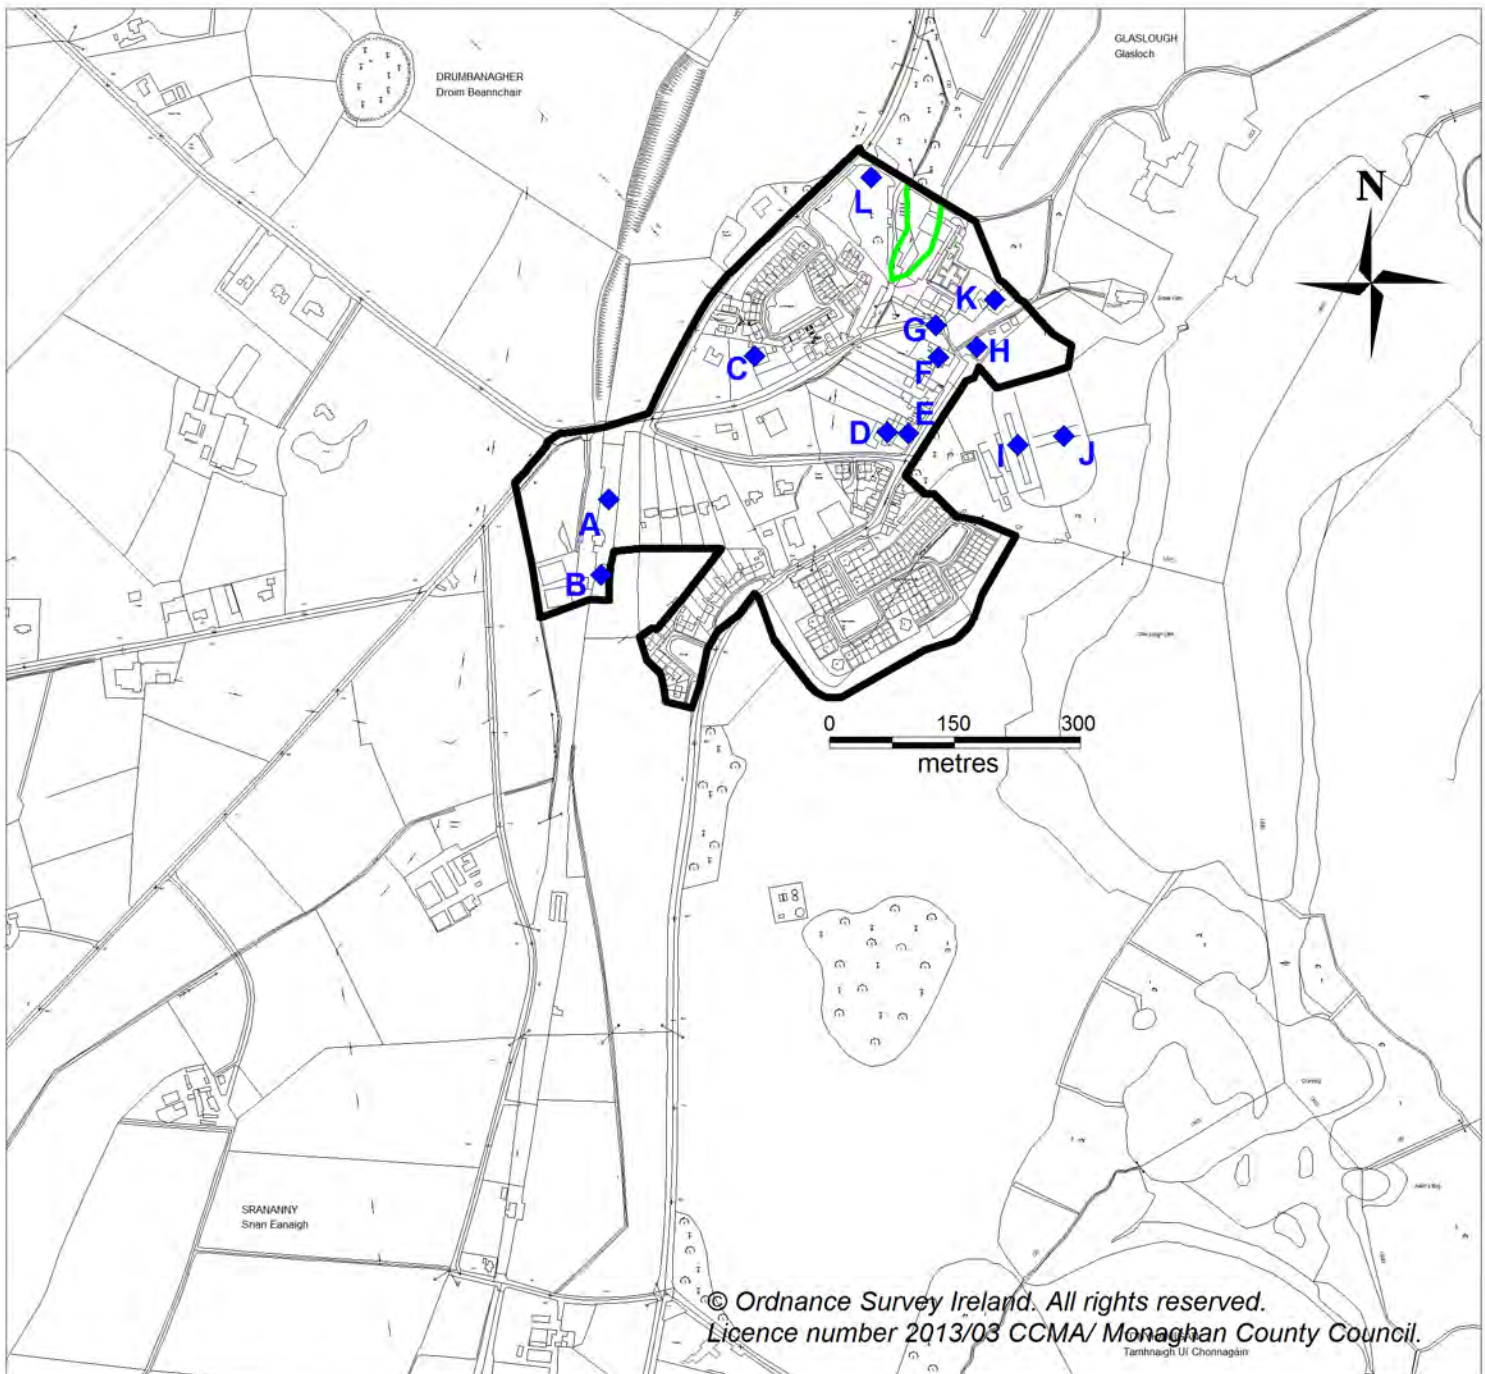 GLASLOUGH
Glasloch
DRUMBANAGHER
Droim Beannchair
N
L
K
G
H
F
C
E
D
I
J
A
B
0 150 300
metres
SRANANNY
Srian Eanaigh
© Ordnance Survey Ireland. All rights reserved.
Licence number 2013/03 CCMA/ Monaghan County Council.
Tamhnaigh Uí Chonnagáin